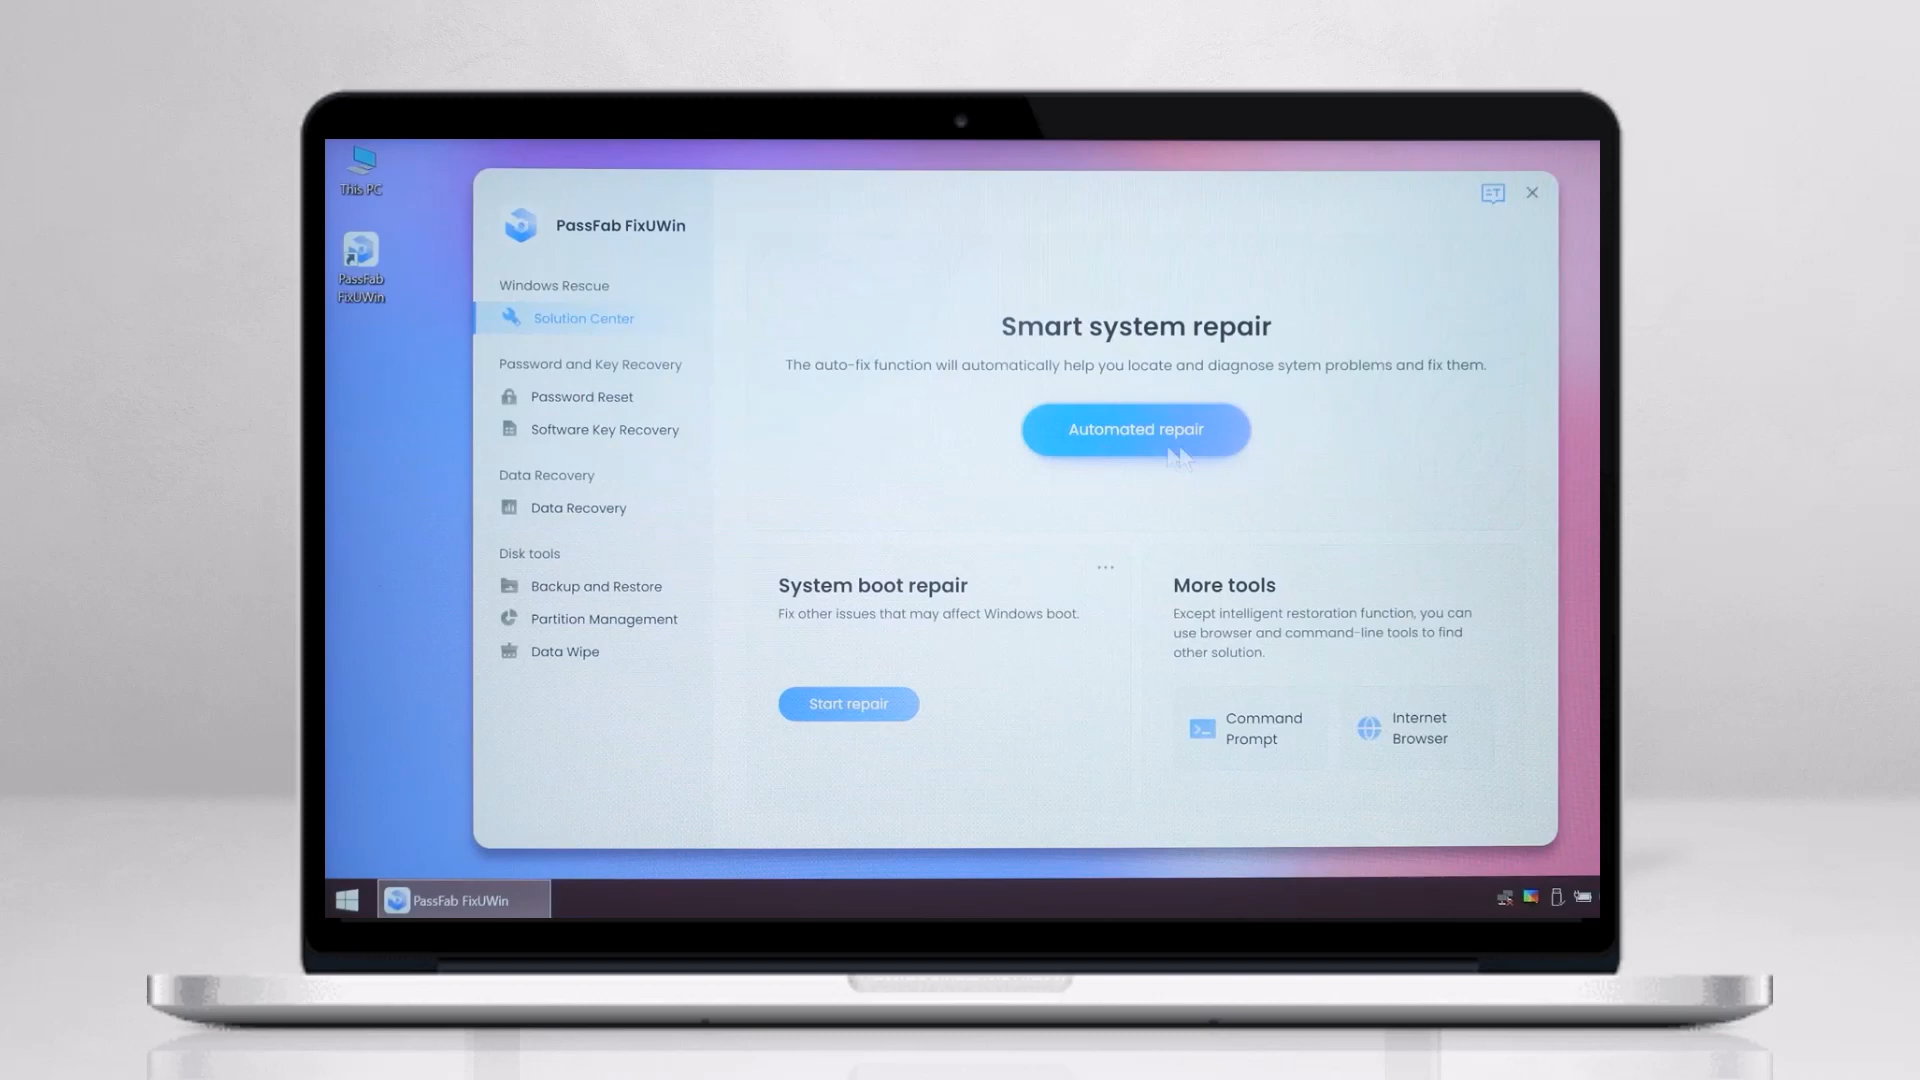 This PC
PassFab
FixUWin
PassFab FixUWin
Windows Rescue
Solution Center
Password and Key Recovery
Password Reset
Software Key Recovery
Data Recovery
Data Recovery
Disk tools
Backup and Restore
Partition Management
Data Wipe
Smart system repair
The auto-fix function will automatically help you locate and diagnose sytem problems and fix them.
Automated repair
System boot repair
Fix other issues that may affect Windows boot.
Start repair
More tools
Except intelligent restoration function, you can
use browser and command-line tools to find
other solution.
Command
Prompt
Internet
Browser
PassFab FixUWin